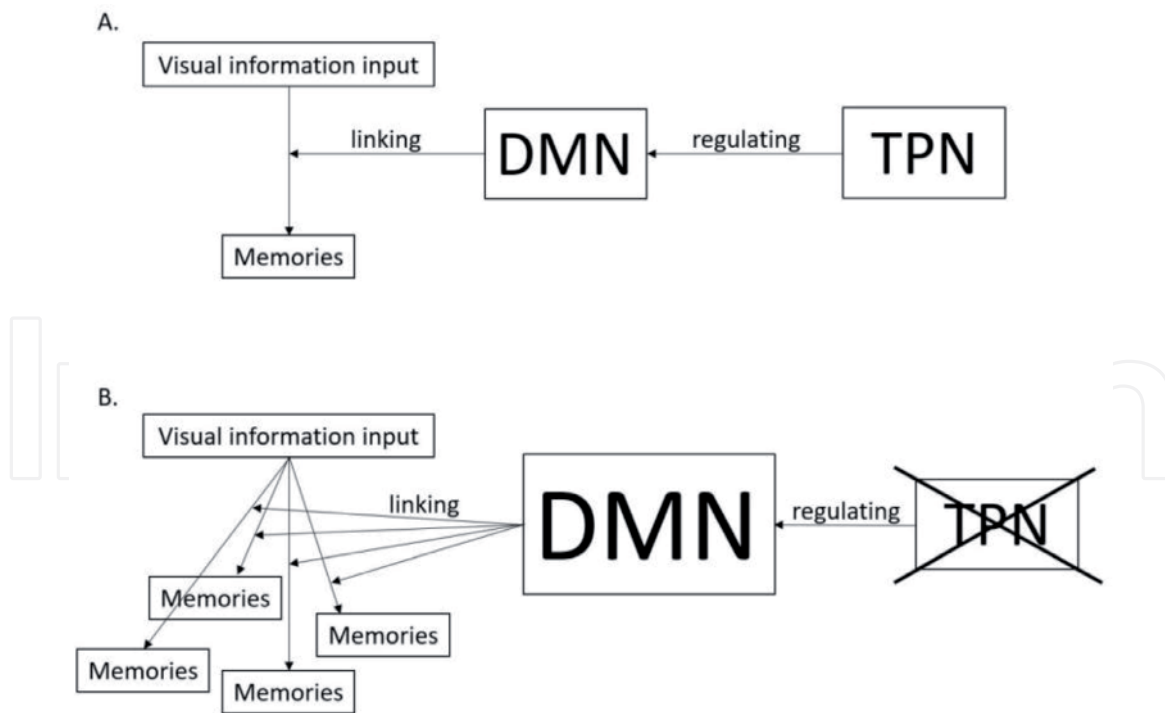 A.
Visual information input
linking
DMN
regulating
TPN
Memories
B.
Visual information input
linking
DMN
regulating
TPN
Memories
Memories
Memories
Memories